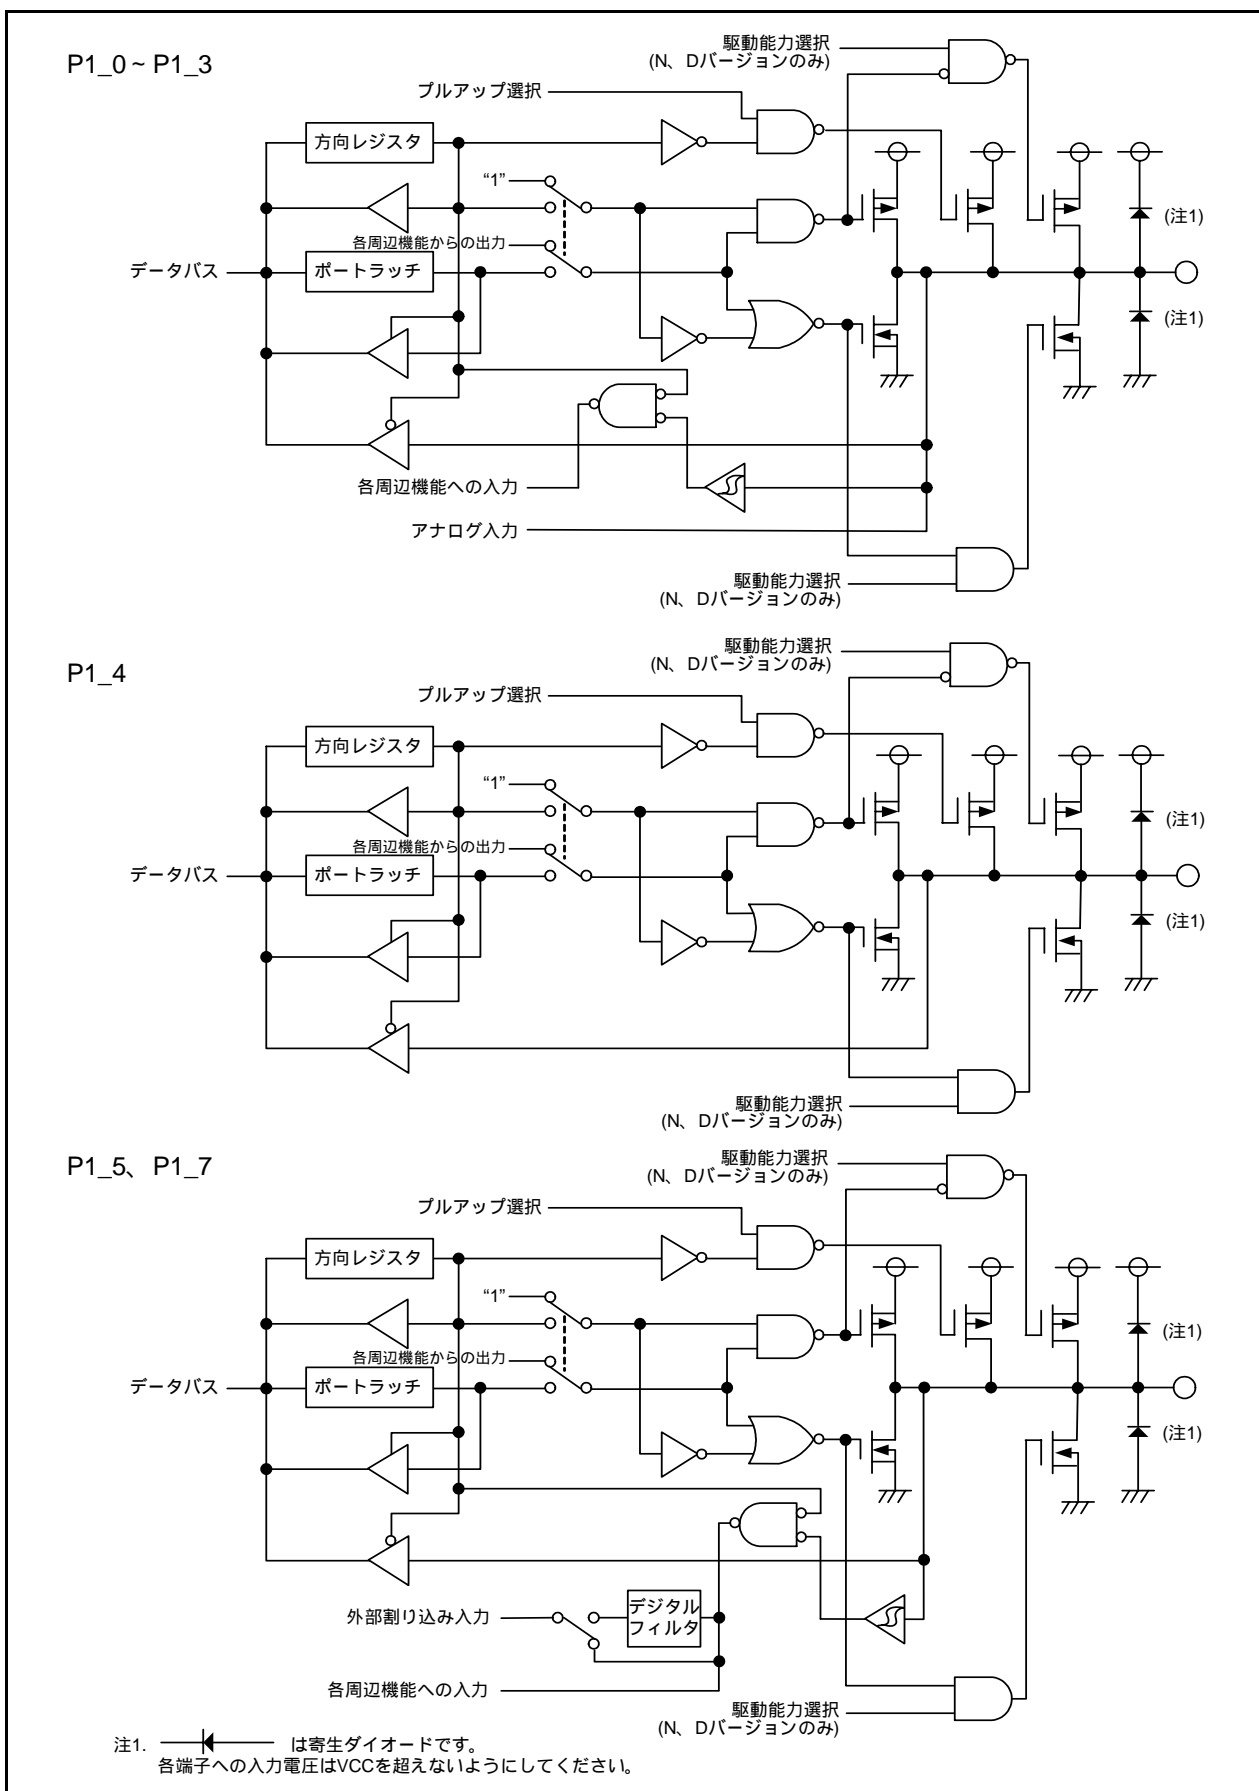 P1_0 ~ P1_3
駆動能力選択
(N、Dバージョンのみ)
プルアップ選択
方向レジスタ
“1”
(注1)
各周辺機能からの出力
データバス
ポートラッチ
(注1)
各周辺機能への入力
アナログ入力
駆動能力選択
(N、Dバージョンのみ)
P1_4
駆動能力選択
(N、Dバージョンのみ)
プルアップ選択
方向レジスタ
“1”
(注1)
各周辺機能からの出力
データバス
ポートラッチ
(注1)
駆動能力選択
(N、Dバージョンのみ)
P1_5、P1_7
駆動能力選択
(N、Dバージョンのみ)
プルアップ選択
方向レジスタ
“1”
(注1)
各周辺機能からの出力
データバス
ポートラッチ
(注1)
外部割り込み入力
デジタル
フィルタ
各周辺機能への入力
駆動能力選択
(N、Dバージョンのみ)
注1. は寄生ダイオードです。
各端子への入力電圧はVCCを超えないようにしてください。